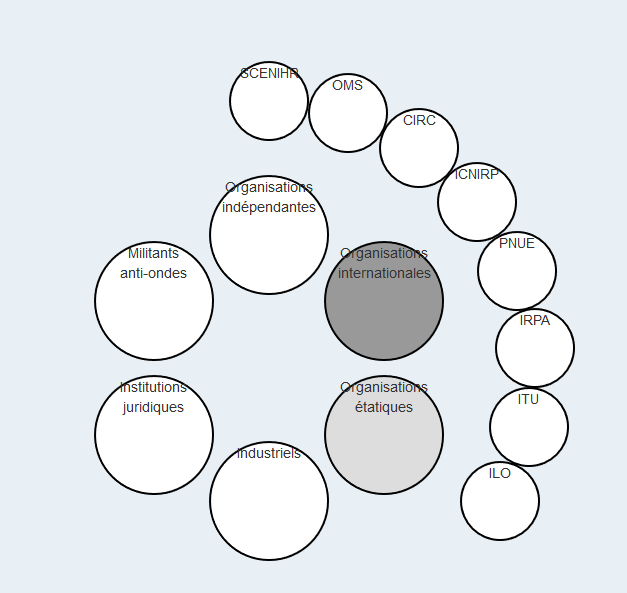 SCENIHR
OMS
CIRC
ICNIRP
Organisations
indépendantes
PNUE
Militants
anti-ondes
Organisations
internationales
IRPA
Institutions
juridiques
Organisations
étatiques
ITU
Industriels
ILO